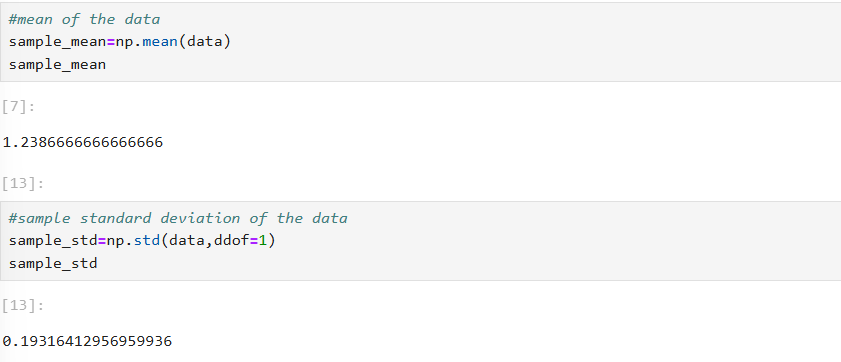 #mean of the data
sample_mean=np.mean(data)
sample_mean
[7]:
1.2386666666666666
[13]:
#sample standard deviation of the data
sample_std=np.std(data,ddof=1)
sample_std
[13]:
0.19316412956959936